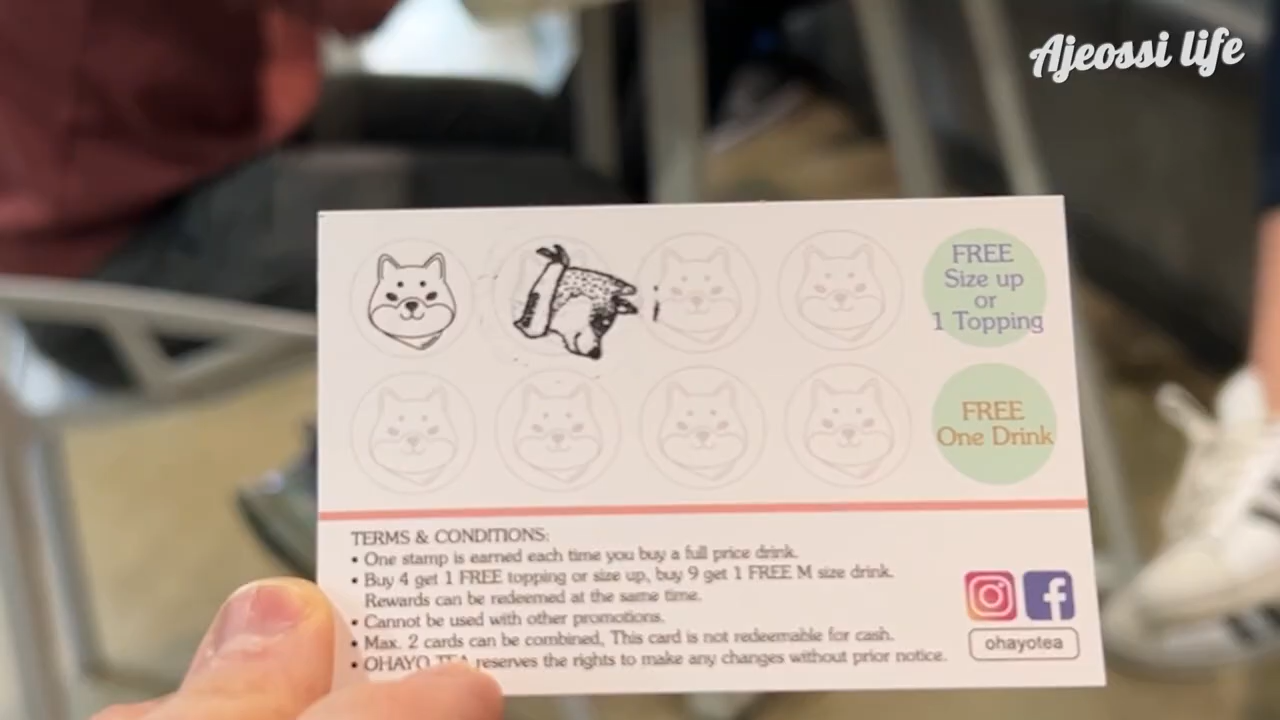 Ajeossi life
FREE
Size up
or
1 Topping
FREE
One Drink
TERMS & CONDITIONS:
• One stamp is earned each time you buy a full price drink.
• Buy 4 get 1 FREE topping or size up, buy 9 get 1 FREE M size drink.
Rewards can be redeemed at the same time.
• Cannot be used with other promotions.
• Max. 2 cards can be combined, This card is not redeemable for cash.
• OHAYO TEA reserves the rights to make any changes without prior notice.
ohayotea